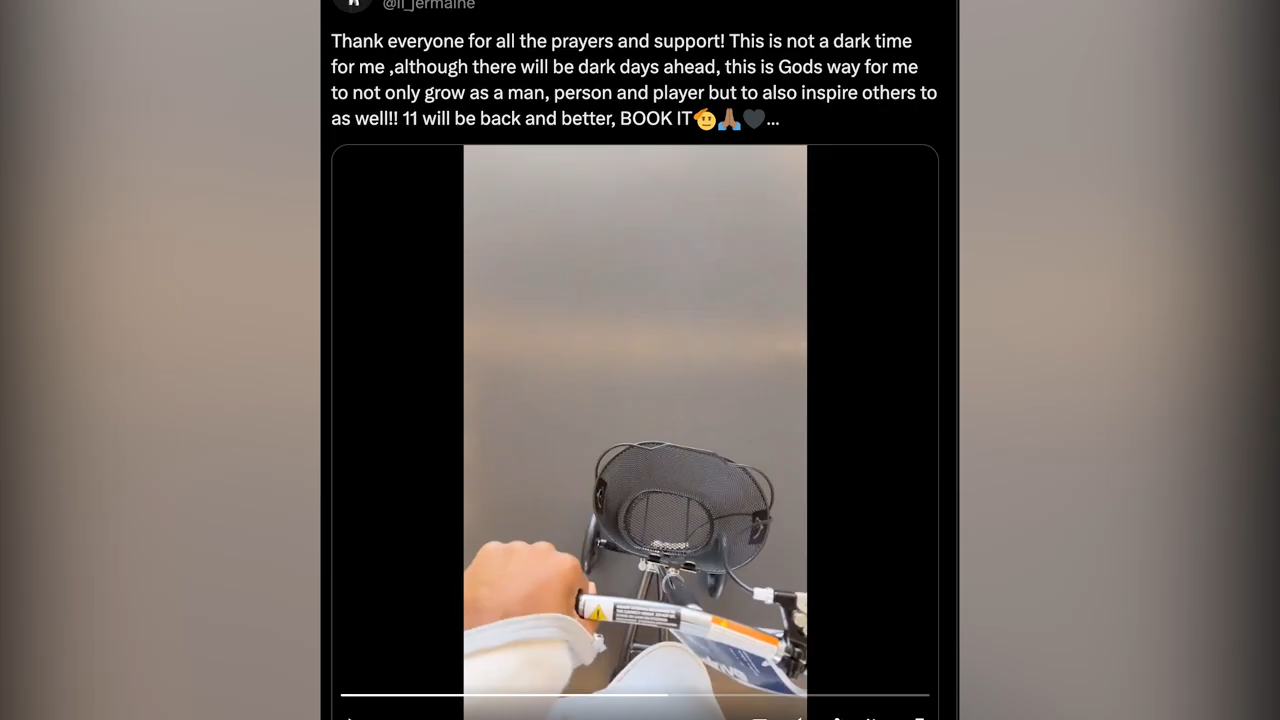 @ll_jermaine
Thank everyone for all the prayers and support! This is not a dark time
for me ,although there will be dark days ahead, this is Gods way for me
to not only grow as a man, person and player but to also inspire others to
as well!! 11 will be back and better, BOOK IT🫡🙏🏽🖤...